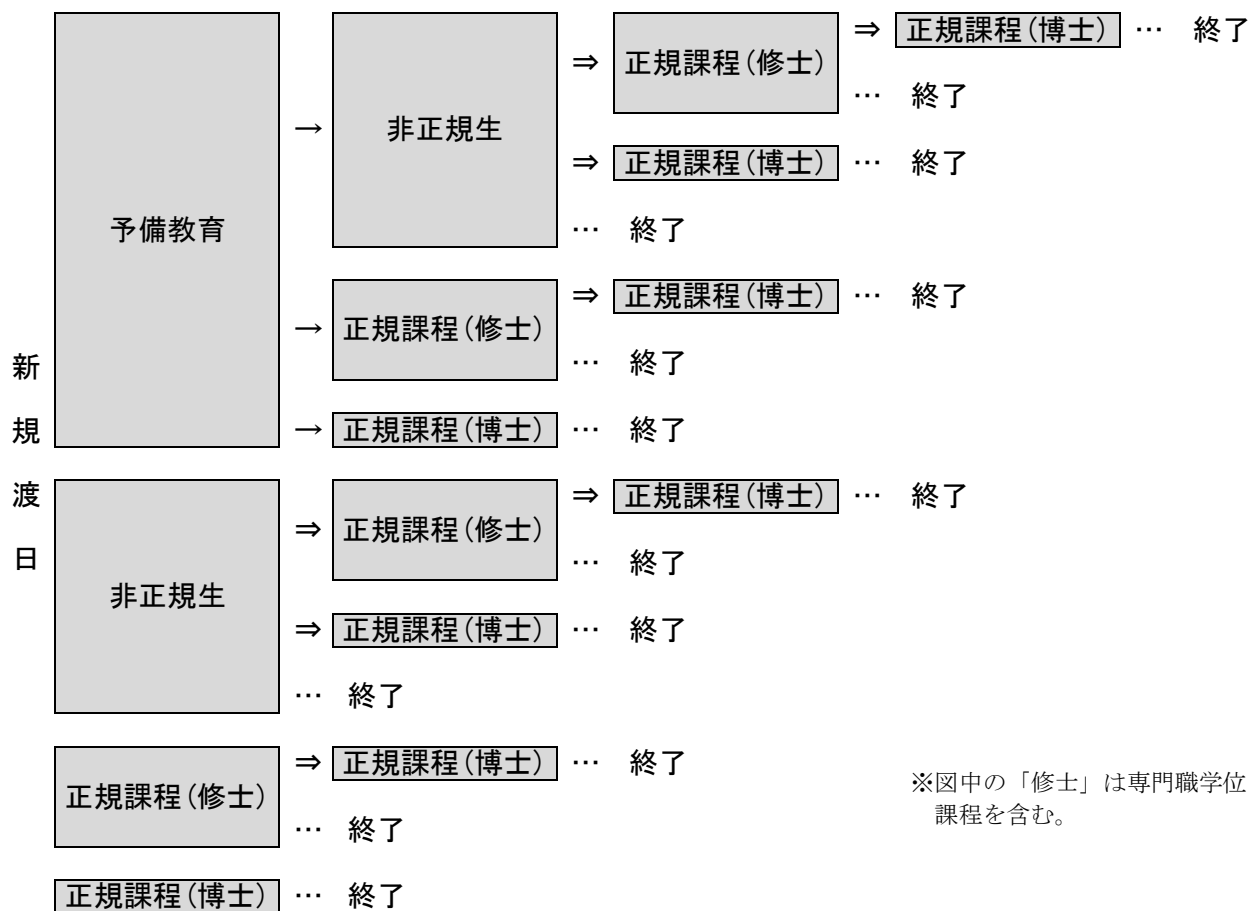 新規渡日
予備教育
→ 非正規生
⇒ 正規課程(修士)
⇒ 正規課程(博士) … 終了
… 終了
⇒ 正規課程(博士) … 終了
… 終了
→ 正規課程(修士)
⇒ 正規課程(博士) … 終了
… 終了
→ 正規課程(博士) … 終了
非正規生
⇒ 正規課程(修士)
⇒ 正規課程(博士) … 終了
… 終了
⇒ 正規課程(博士) … 終了
… 終了
正規課程(修士)
⇒ 正規課程(博士) … 終了
… 終了
正規課程(博士) … 終了
※図中の「修士」は専門職学位
課程を含む。